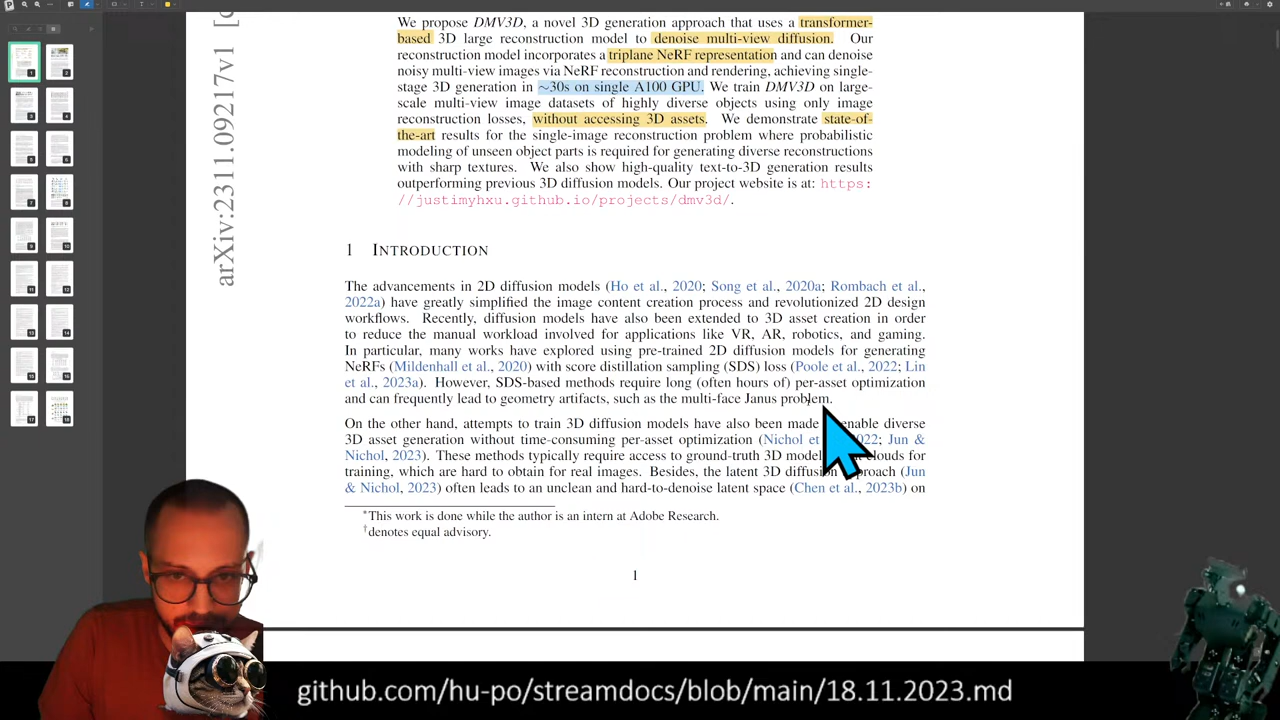 We propose DMV3D, a novel 3D generation approach that uses a transformer-
based 3D large reconstruction model to denoise multi-view diffusion. Our
reconstruction model incorporates a triplane NeRF representation and can denoise
noisy multi-view images via NeRF reconstruction and rendering, achieving single-
stage 3D generation in ∼30s on single A100 GPU. We train DMV3D on large-
scale multi-view image datasets of highly diverse objects using only image
reconstruction losses, without accessing 3D assets. We demonstrate state-of-
the-art results for the single-image reconstruction problem where probabilistic
modeling of unseen object parts is required for generating diverse reconstructions
with sharp textures. We also show high-quality text-to-3D generation results
outperforming previous 3D diffusion models. Our project website is at: https:
//justimyhxu.github.io/projects/dmv3d/.
arXiv:2311.09217v1 [c
1 INTRODUCTION
The advancements in 2D diffusion models (Ho et al., 2020; Song et al., 2020a; Rombach et al.,
2022a) have greatly simplified the image content creation process and revolutionized 2D design
workflows. Recently, diffusion models have also been extended to 3D asset creation in order
to reduce the manual workload involved for applications like VR, AR, robotics, and gaming.
In particular, many works have explored using pre-trained 2D diffusion models for generating
NeRFs (Mildenhall et al., 2020) with score distillation sampling (SDS) loss (Poole et al., 2022; Lin
et al., 2023a). However, SDS-based methods require long (often hours of) per-asset optimization
and can frequently lead to geometry artifacts, such as the multi-face Janus problem.
On the other hand, attempts to train 3D diffusion models have also been made enable diverse
3D asset generation without time-consuming per-asset optimization (Nichol et 2022; Jun &
Nichol, 2023). These methods typically require access to ground-truth 3D model clouds for
training, which are hard to obtain for real images. Besides, the latent 3D diffusion approach (Jun
& Nichol, 2023) often leads to an unclean and hard-to-denoise latent space (Chen et al., 2023b) on
*This work is done while the author is an intern at Adobe Research.
†denotes equal advisory.
1
github.com/hu-po/streamdocs/blob/main/18.11.2023.md